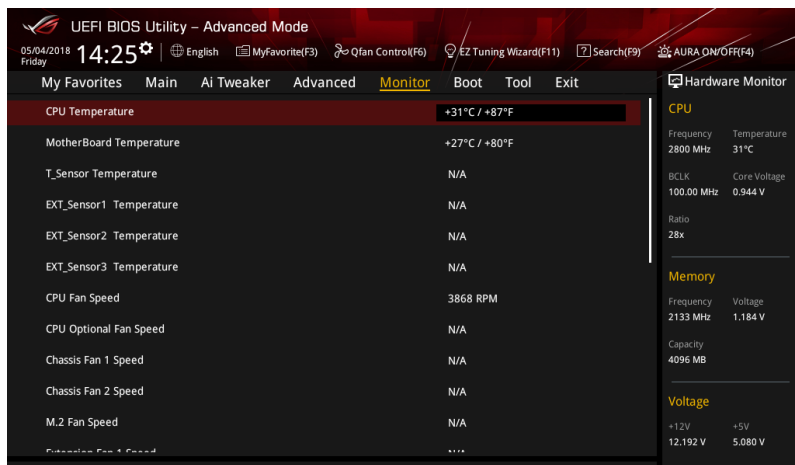 UEFI BIOS Utility – Advanced Mode
05/04/2018 Friday 14:25 English MyFavorite(F3) Qfan Control(F6) EZ Tuning Wizard(F11) ? Search(F9) AURA ON/OFF(F4)
My Favorites Main Ai Tweaker Advanced Monitor Boot Tool Exit
CPU Temperature +31°C / +87°F
MotherBoard Temperature +27°C / +80°F
T_Sensor Temperature N/A
EXT_Sensor1 Temperature N/A
EXT_Sensor2 Temperature N/A
EXT_Sensor3 Temperature N/A
CPU Fan Speed 3868 RPM
CPU Optional Fan Speed N/A
Chassis Fan 1 Speed N/A
Chassis Fan 2 Speed N/A
M.2 Fan Speed N/A
Extension Fan 1 Speed N/A
Hardware Monitor
CPU
Frequency Temperature
2800 MHz 31°C
BCLK Core Voltage
100.00 MHz 0.944 V
Ratio
28x
Memory
Frequency Voltage
2133 MHz 1.184 V
Capacity
4096 MB
Voltage
+12V +5V
12.192 V 5.080 V